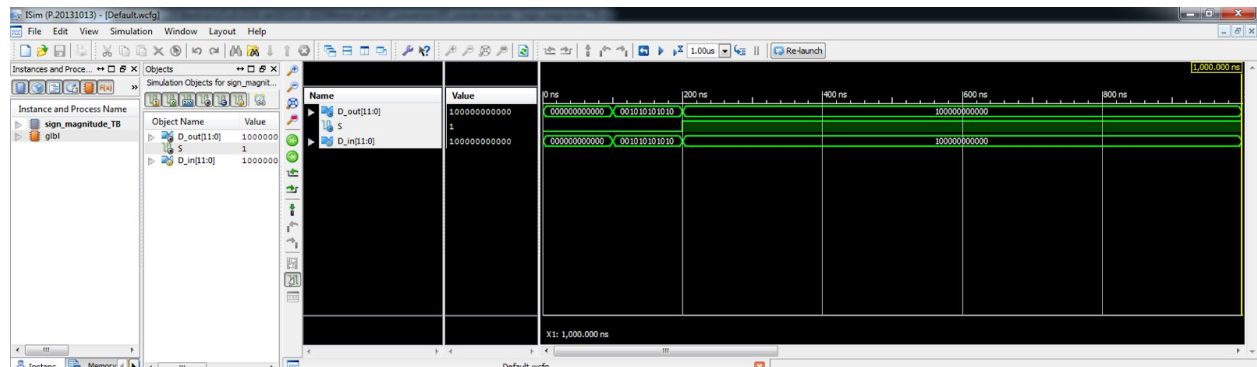 ISim (P.20131013) - [Default.wcfg]
File Edit View Simulation Window Layout Help
1.00us Re-launch
Instances and Proce...
Instance and Process Name
sign_magnitude_TB
glbl
Objects
Simulation Objects for sign_magnit...
Object Name Value
D_out[11:0] 1000000
S 1
D_in[11:0] 1000000
Name Value
D_out[11:0] 100000000000
S 1
D_in[11:0] 100000000000
1,000.000 ns
0 ns 200 ns 400 ns 600 ns 800 ns
000000000000 001010101010 100000000000
000000000000 001010101010 100000000000
X1: 1,000.000 ns
Instanc Memory
Default.wcfg